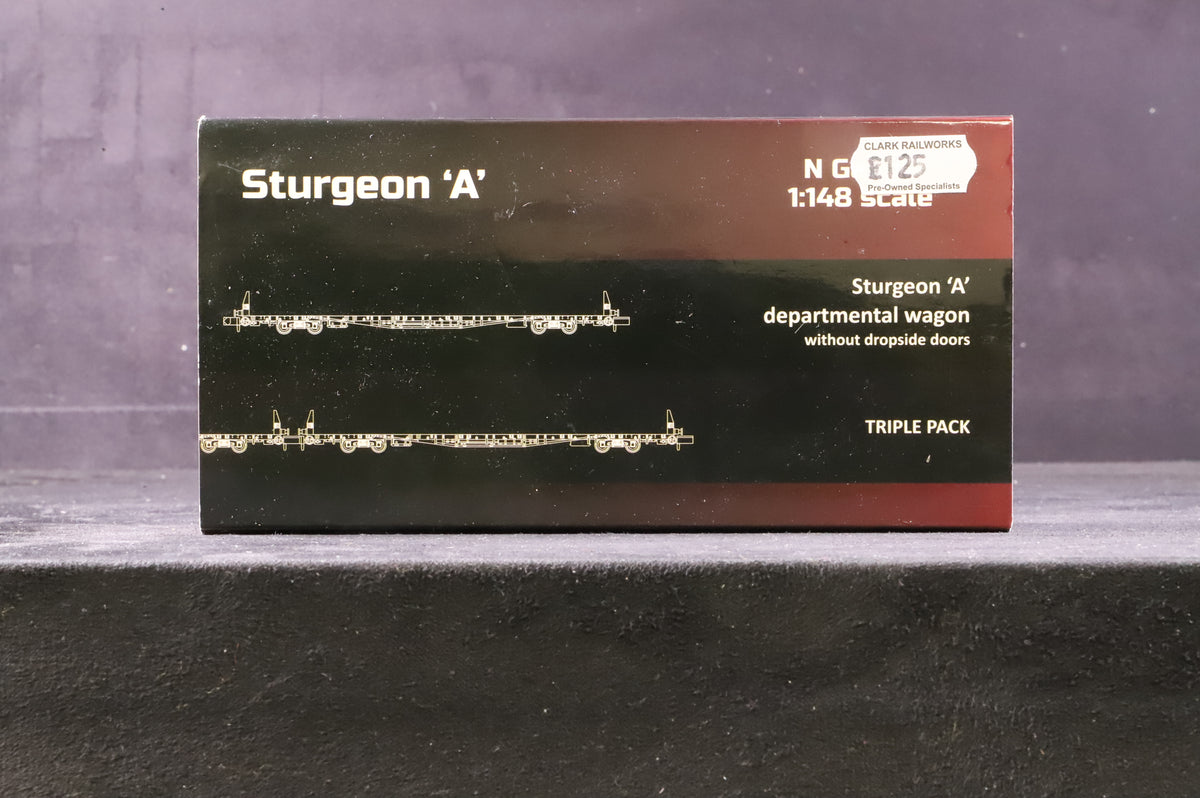 Sturgeon ‘A’
N G
1:148 scale
CLARK RAILWORKS
£125
Pre-Owned Specialists
Sturgeon ‘A’
departmental wagon
without dropside doors
TRIPLE PACK